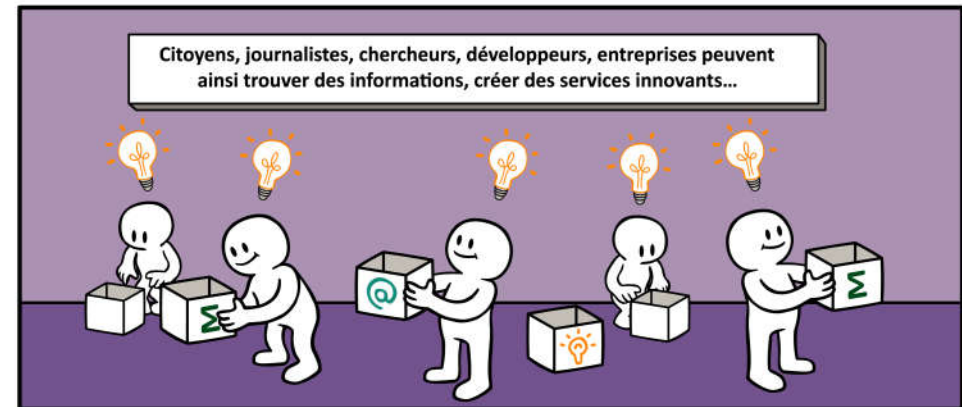 Citoyens, journalistes, chercheurs, développeurs, entreprises peuvent
ainsi trouver des informations, créer des services innovants...
Σ
@
Σ